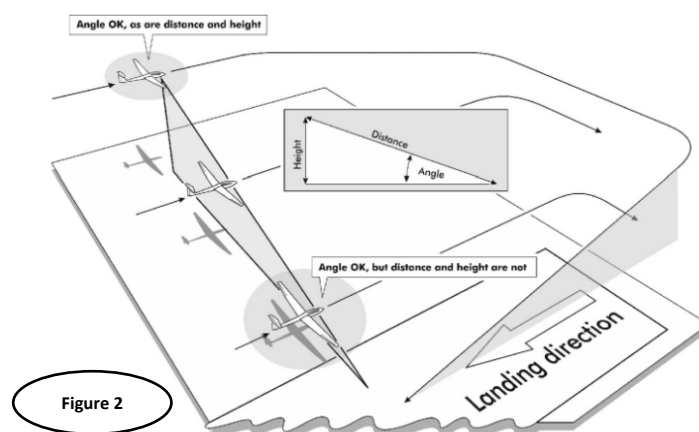 Angle OK, as are distance and height
Distance
Height
Angle
Angle OK, but distance and height are not
Landing direction
Figure 2